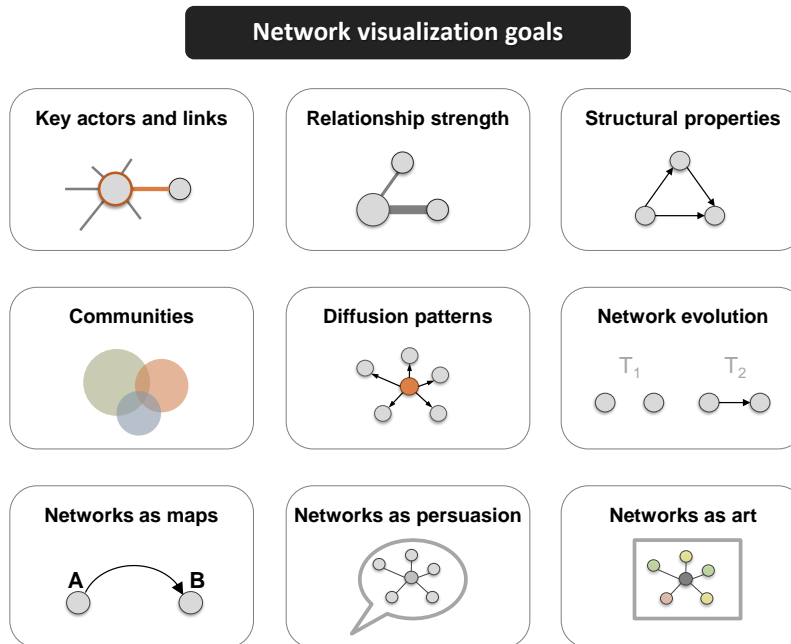 Network visualization goals
Key actors and links
Relationship strength
Structural properties
Communities
Diffusion patterns
Network evolution
T₁ T₂
Networks as maps
Networks as persuasion
Networks as art
A B